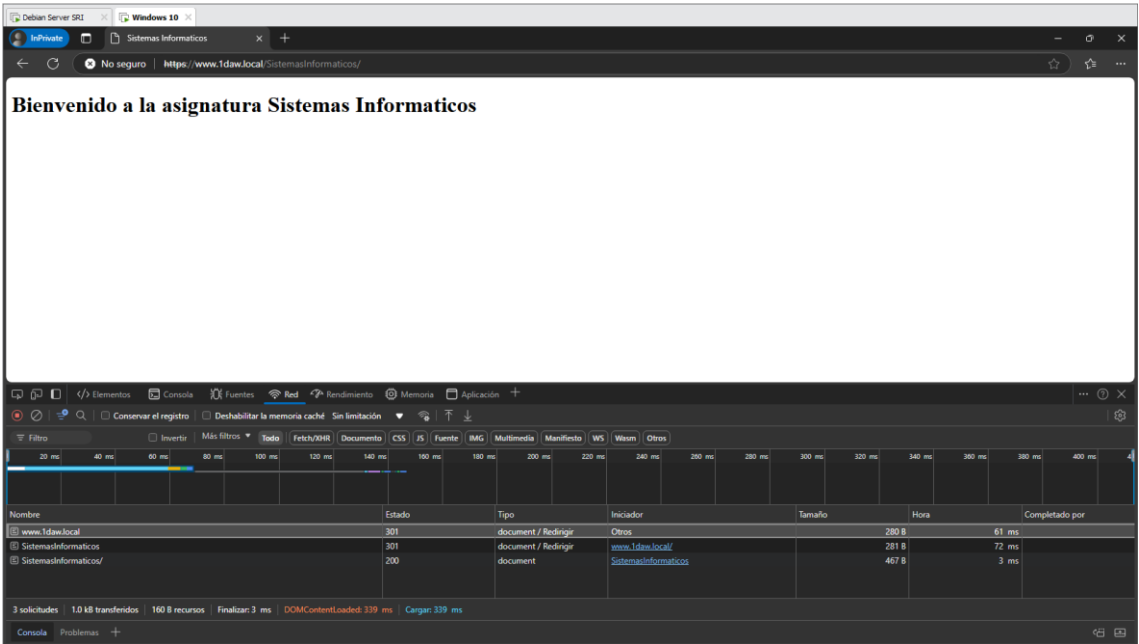 Debian Server SRI × Windows 10 ×
InPrivate Sistemas Informaticos × +
No seguro https://www.1daw.local/SistemasInformaticos/
Bienvenido a la asignatura Sistemas Informaticos
Elementos Consola Fuentes Red Rendimiento Memoria Aplicación +
Conservar el registro Deshabilitar la memoria caché Sin limitación
Filtro Invertir Más filtros Todo Fetch/XHR Documento CSS JS Fuente IMG Multimedia Manifiesto WS Wasm Otros
20 ms 40 ms 60 ms 80 ms 100 ms 120 ms 140 ms 160 ms 180 ms 200 ms 220 ms 240 ms 260 ms 280 ms 300 ms 320 ms 340 ms 360 ms 380 ms 400 ms
Nombre Estado Tipo Iniciador Tamaño Hora Completado por
www.1daw.local 301 document / Redirigir Otros 280 B 61 ms
SistemasInformaticos 301 document / Redirigir www.1daw.local/ 281 B 72 ms
SistemasInformaticos/ 200 document SistemasInformaticos 467 B 3 ms
3 solicitudes 1.0 kB transferidos 160 B recursos Finalizar: 3 ms DOMContentLoaded: 339 ms Cargar: 339 ms
Consola Problemas +